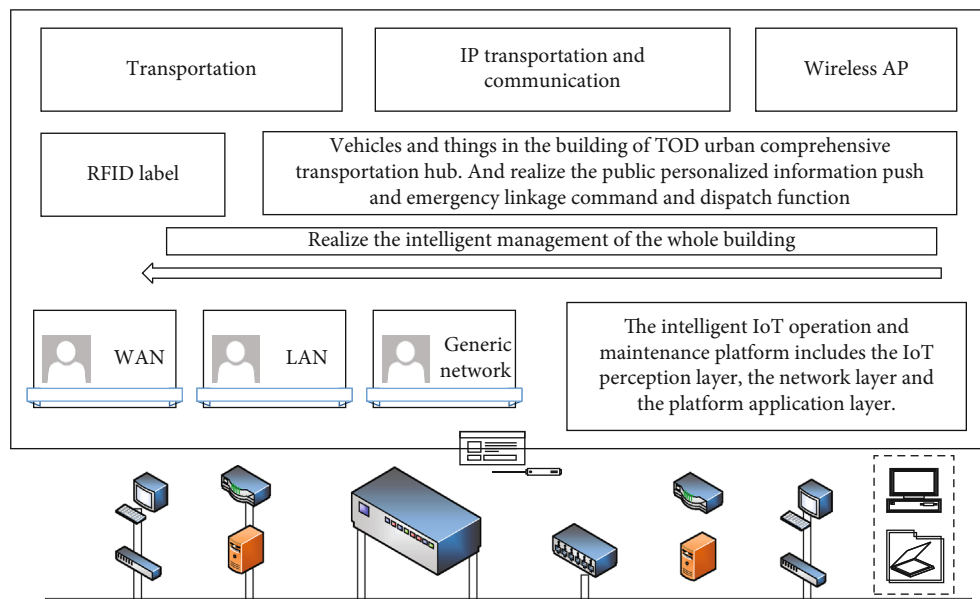 Transportation
IP transportation and
communication
Wireless AP
RFID label
Vehicles and things in the building of TOD urban comprehensive
transportation hub. And realize the public personalized information push
and emergency linkage command and dispatch function
Realize the intelligent management of the whole building
WAN
LAN
Generic
network
The intelligent IoT operation and
maintenance platform includes the IoT
perception layer, the network layer and
the platform application layer.